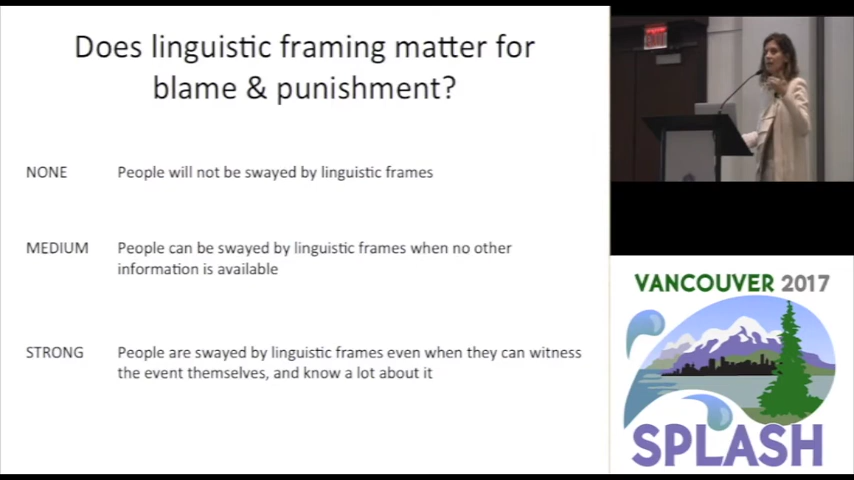 Does linguistic framing matter for
blame & punishment?
NONE People will not be swayed by linguistic frames
MEDIUM People can be swayed by linguistic frames when no other
information is available
STRONG People are swayed by linguistic frames even when they can witness
the event themselves, and know a lot about it
EXIT
VANCOUVER 2017
SPLASH